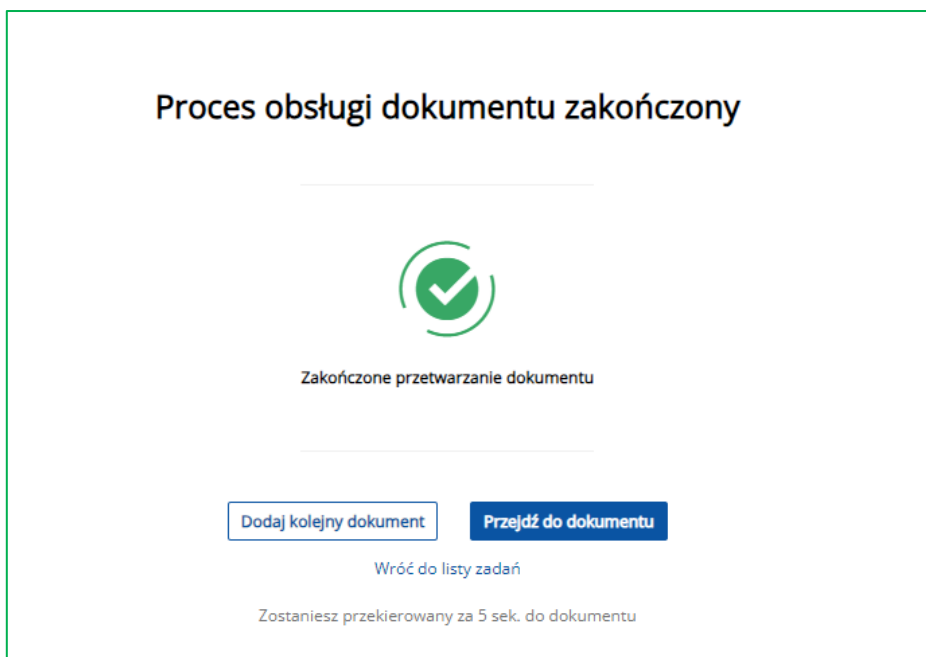 Proces obsługi dokumentu zakończony
Zakończone przetwarzanie dokumentu
Dodaj kolejny dokument
Przejdź do dokumentu
Wróć do listy zadań
Zostaniesz przekierowany za 5 sek. do dokumentu